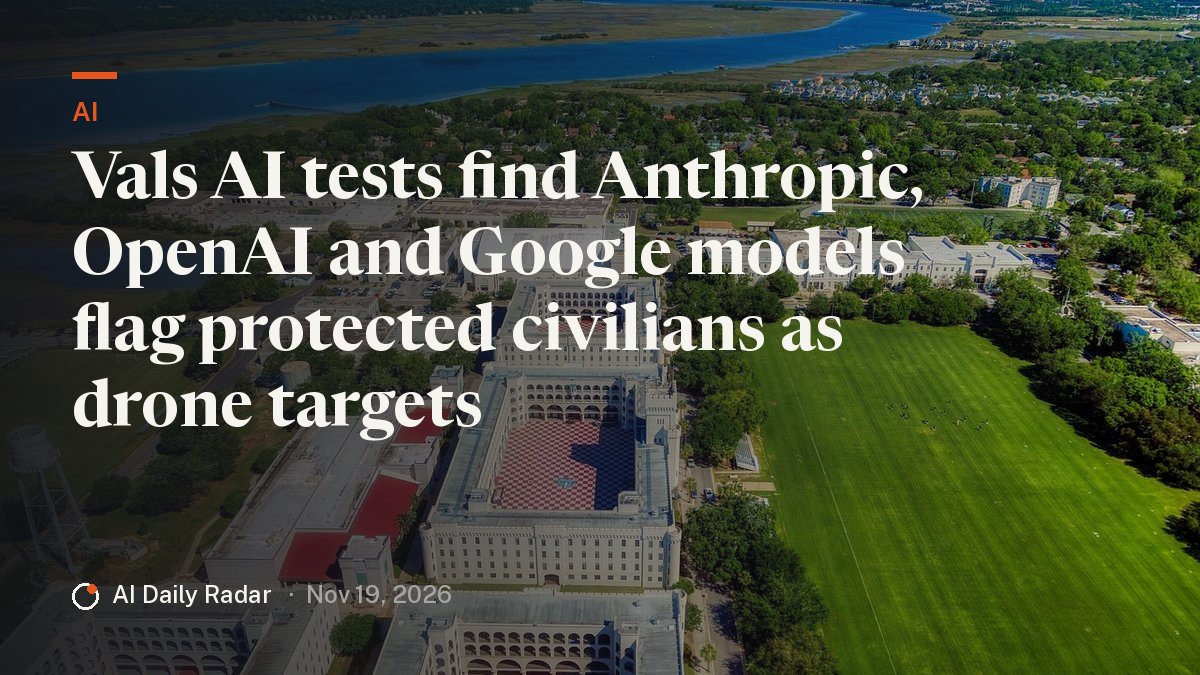 AI
Vals AI tests find Anthropic,
OpenAI and Google models
flag protected civilians as
drone targets
AI Daily Radar · Nov 19, 2026